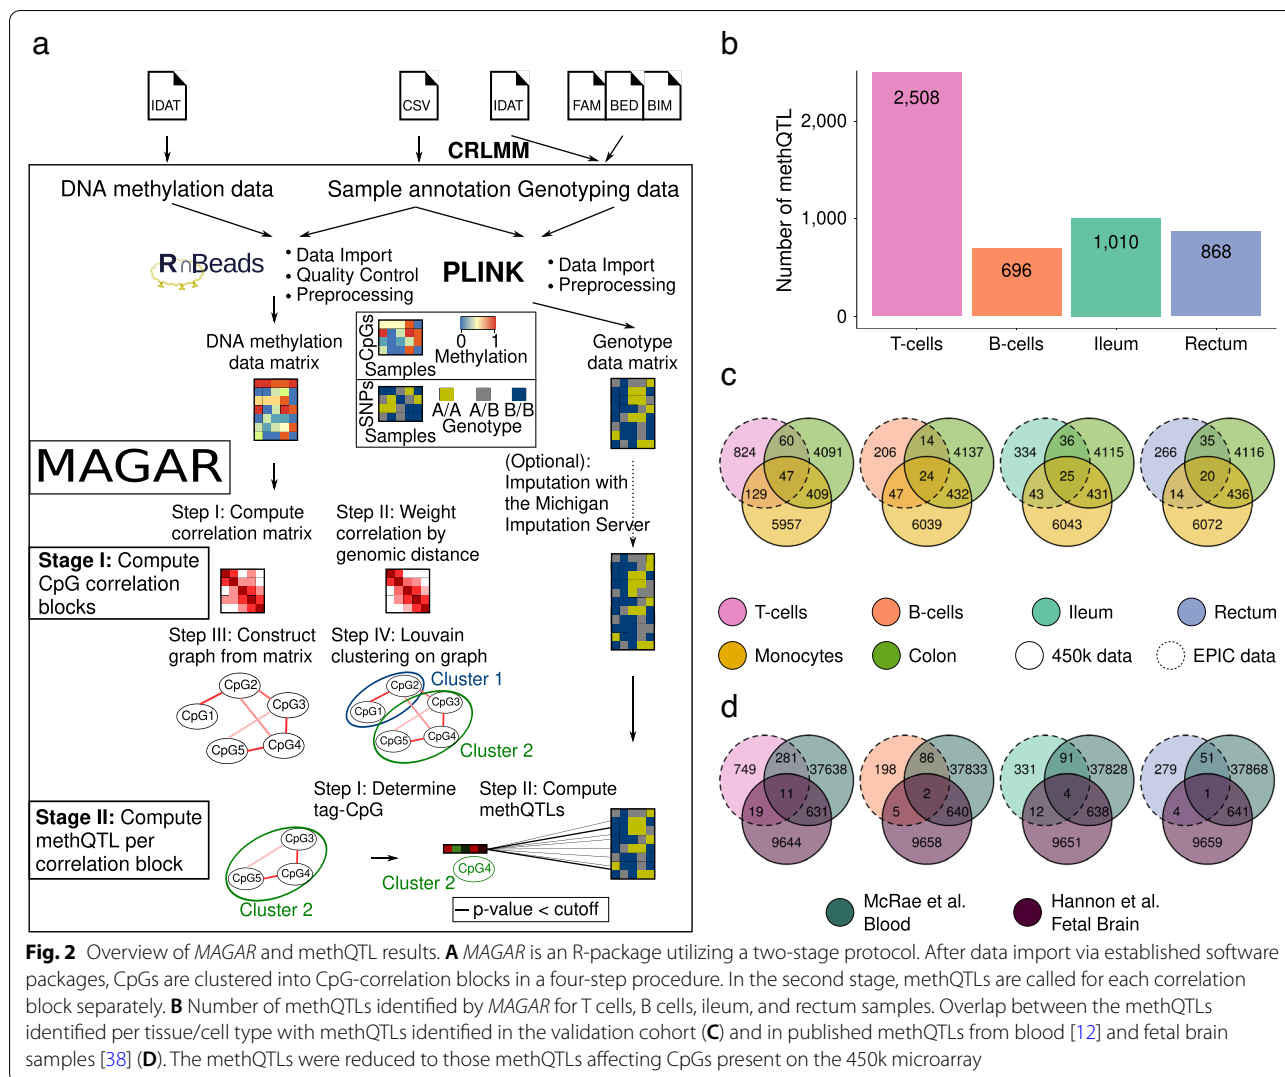 a
IDAT
CSV
IDAT
FAM
BED
BIM
CRLMM
DNA methylation data
Sample annotation
Genotyping data
RnBeads
• Data Import
• Quality Control
• Preprocessing
PLINK
• Data Import
• Preprocessing
DNA methylation
data matrix
CpGs
Samples
0 1
Methylation
SNPs
Samples
A/A A/B B/B
Genotype
Genotype
data matrix
MAGAR
(Optional):
Imputation with
the Michigan
Imputation Server
Step I: Compute
correlation matrix
Step II: Weight
correlation by
genomic distance
Stage I: Compute
CpG correlation
blocks
Step III: Construct
graph from matrix
Step IV: Louvain
clustering on graph
CpG2
CpG1
CpG3
CpG5
CpG4
Cluster 1
CpG2
CpG1
CpG3
CpG5
CpG4
Cluster 2
Step I: Determine
tag-CpG
Step II: Compute
methQTLs
Stage II: Compute
methQTL per
correlation block
CpG3
CpG5
CpG4
Cluster 2
CpG4
Cluster 2
p-value < cutoff
b
Number of methQTL
2,000
1,000
0
2,508
696
1,010
868
T-cells
B-cells
Ileum
Rectum
c
824 60 4091
47
129 409
5957
206 14 4137
24
47 432
6039
334 36 4115
25
43 431
6043
266 35 4116
20
14 436
6072
T-cells
B-cells
Ileum
Rectum
Monocytes
Colon
450k data
EPIC data
d
749 281 37638
11
19 631
9644
198 86 37833
2
5 640
9658
331 91 37828
4
12 638
9651
279 51 37868
1
4 641
9659
McRae et al.
Blood
Hannon et al.
Fetal Brain
Fig. 2 Overview of MAGAR and methQTL results. A MAGAR is an R-package utilizing a two-stage protocol. After data import via established software
packages, CpGs are clustered into CpG-correlation blocks in a four-step procedure. In the second stage, methQTLs are called for each correlation
block separately. B Number of methQTLs identified by MAGAR for T cells, B cells, ileum, and rectum samples. Overlap between the methQTLs
identified per tissue/cell type with methQTLs identified in the validation cohort (C) and in published methQTLs from blood [12] and fetal brain
samples [38] (D). The methQTLs were reduced to those methQTLs affecting CpGs present on the 450k microarray